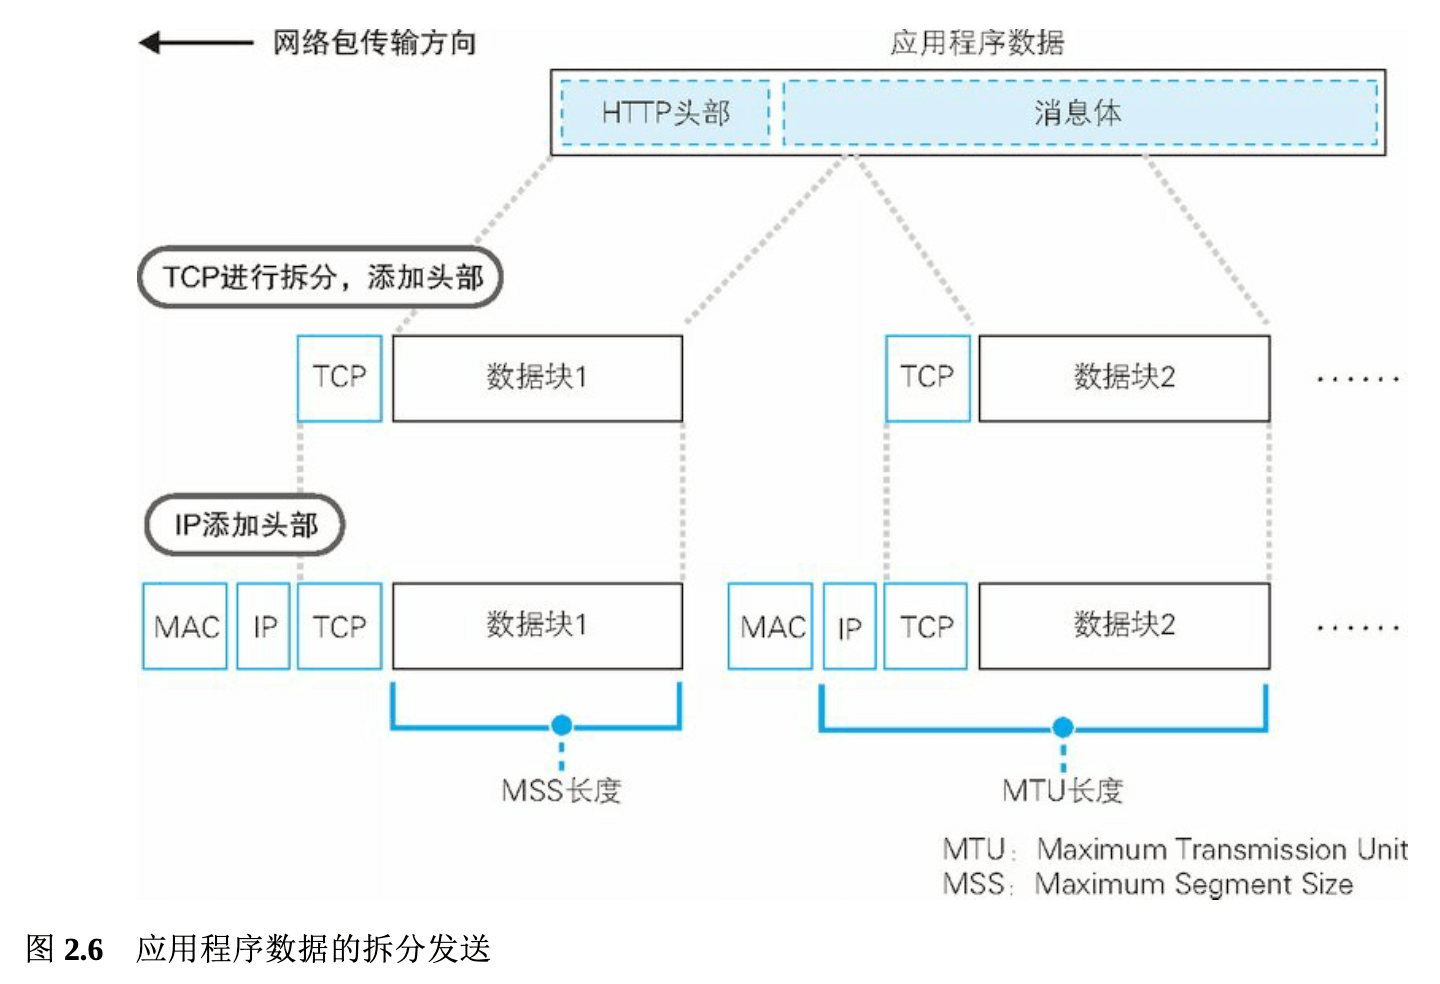 网络包传输方向
应用程序数据
HTTP头部
消息体
TCP进行拆分，添加头部
TCP
数据块1
TCP
数据块2
······
IP添加头部
MAC
IP
TCP
数据块1
MAC
IP
TCP
数据块2
······
MSS长度
MTU长度
MTU：Maximum Transmission Unit
MSS：Maximum Segment Size
图 2.6 应用程序数据的拆分发送